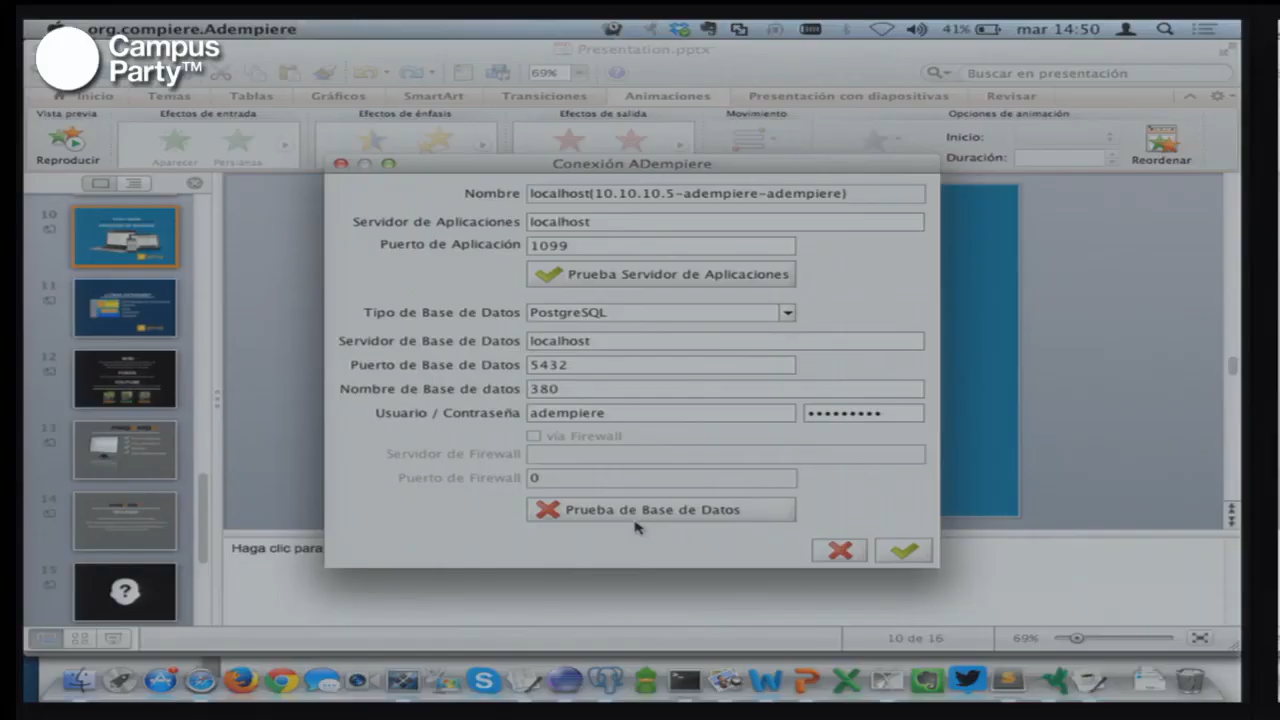 org.compiere.Adempiere
41%
mar 14:50
Campus
Party™
Presentation.pptx
69%
Buscar en presentación
Inicio
Temas
Tablas
Gráficos
SmartArt
Transiciones
Animaciones
Presentación con diapositivas
Revisar
Vista previa
Efectos de entrada
Efectos de énfasis
Efectos de salida
Movimiento
Opciones de animación
Reproducir
Aparecer
Persianas
Inicio:
Duración:
Reordenar
Conexión ADempiere
Nombre
localhost{10.10.10.5-adempiere-adempiere}
Servidor de Aplicaciones
localhost
Puerto de Aplicación
1099
Prueba Servidor de Aplicaciones
Tipo de Base de Datos
PostgreSQL
Servidor de Base de Datos
localhost
Puerto de Base de Datos
5432
Nombre de Base de datos
380
Usuario / Contraseña
adempiere
•••••••••
vía Firewall
Servidor de Firewall
Puerto de Firewall
0
Prueba de Base de Datos
10
11
12
13
14
15
?
Haga clic para
10 de 16
69%